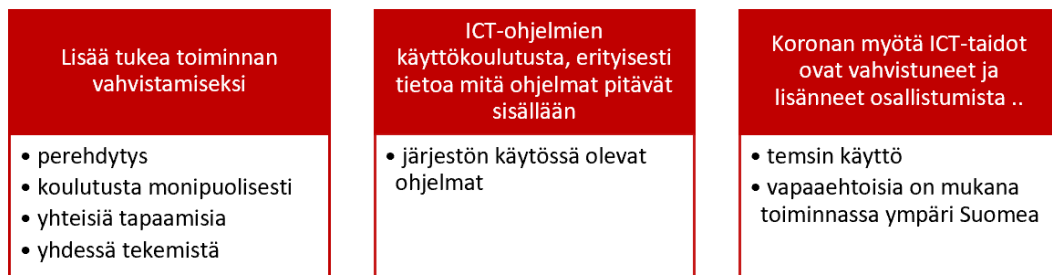 Lisää tukea toiminnan
vahvistamiseksi
• perehdytys
• koulutusta monipuolisesti
• yhteisiä tapaamisia
• yhdessä tekemistä
ICT-ohjelmien
käyttökoulutusta, erityisesti
tietoa mitä ohjelmat pitävät
sisällään
• järjestön käytössä olevat
ohjelmat
Koronan myötä ICT-taidot
ovat vahvistuneet ja
lisänneet osallistumista ..
• temsin käyttö
• vapaaehtoisia on mukana
toiminnassa ympäri Suomea